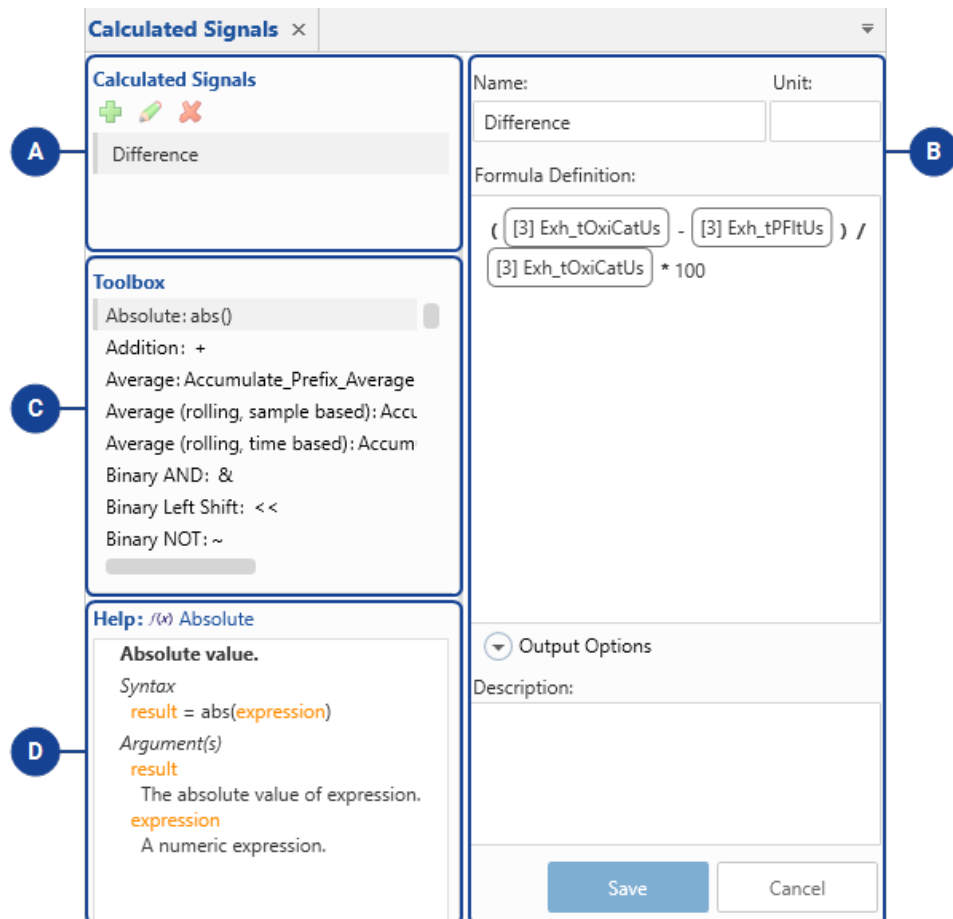 Calculated Signals ×
Calculated Signals
Difference
A
Toolbox
Absolute: abs()
Addition: +
Average: Accumulate_Prefix_Average
Average (rolling, sample based): Accu
Average (rolling, time based): Accum
Binary AND: &
Binary Left Shift: <<
Binary NOT: ~
C
Help: f(x) Absolute
Absolute value.
Syntax
result = abs(expression)
Argument(s)
result
The absolute value of expression.
expression
A numeric expression.
D
Name: Unit:
Difference
B
Formula Definition:
( [3] Exh_tOxiCatUs - [3] Exh_tPFltUs ) /
[3] Exh_tOxiCatUs * 100
Output Options
Description:
Save Cancel